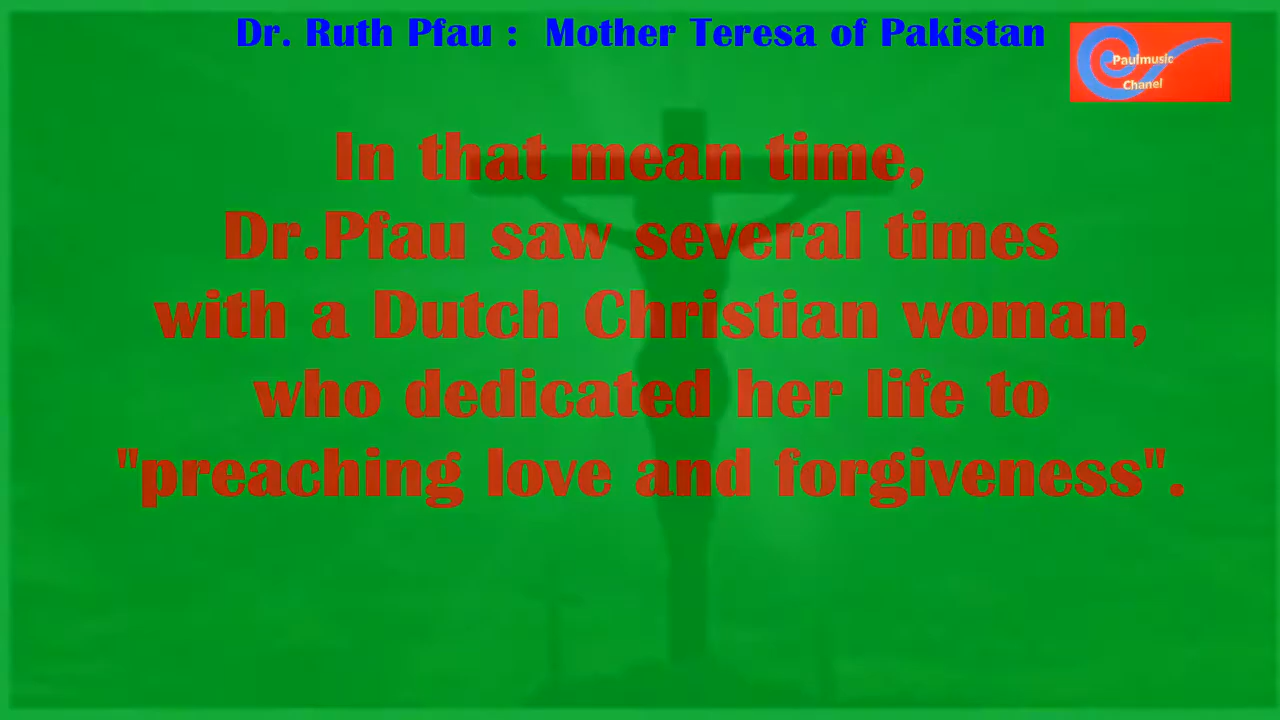 Dr. Ruth Pfau : Mother Teresa of Pakistan
Paulmusic
Chanel
In that mean time,
Dr.Pfau saw several times
with a Dutch Christian woman,
who dedicated her life to
"preaching love and forgiveness".